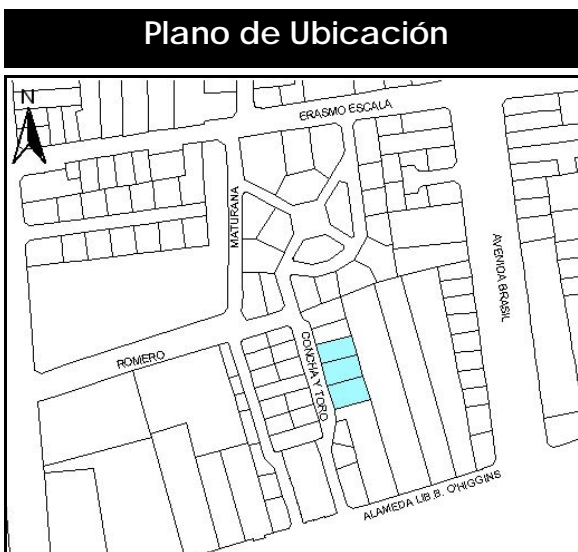 Plano de Ubicación
N
ERASMO ESCALA
MATURANA
AVENIDA BRASIL
ROMERO
CONCHA Y TORO
ALAMEDA LIB.B. O'HIGGINS